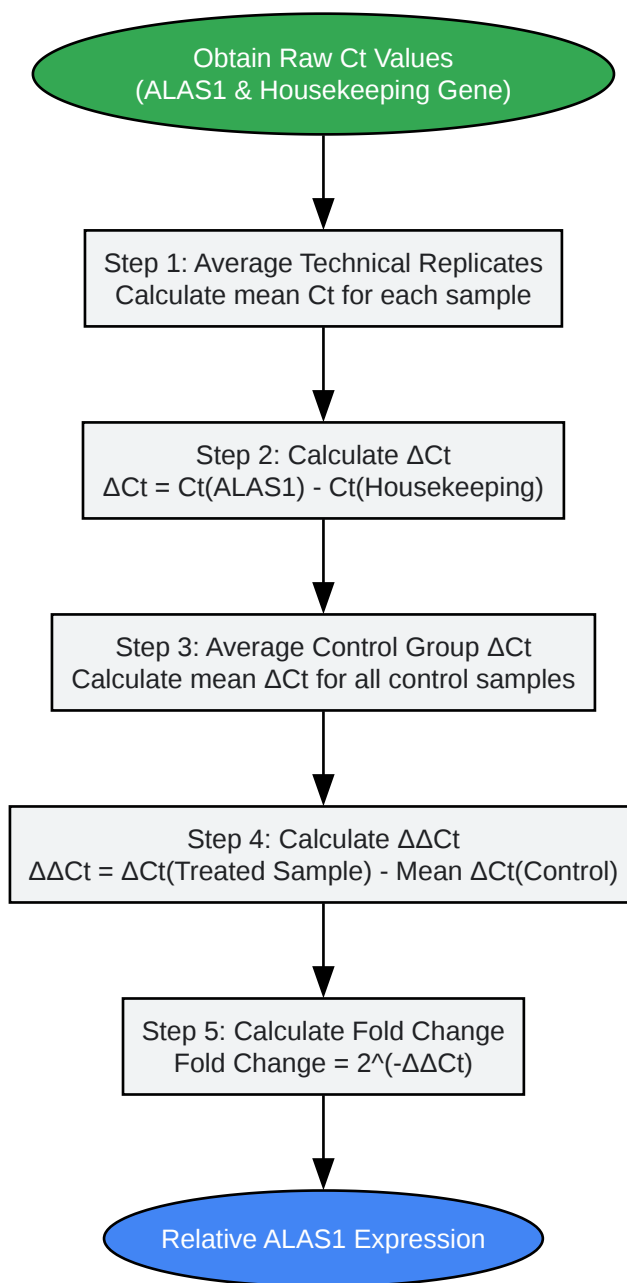 Obtain Raw Ct Values
(ALAS1 & Housekeeping Gene)
Step 1: Average Technical Replicates
Calculate mean Ct for each sample
Step 2: Calculate ΔCt
ΔCt = Ct(ALAS1) - Ct(Housekeeping)
Step 3: Average Control Group ΔCt
Calculate mean ΔCt for all control samples
Step 4: Calculate ΔΔCt
ΔΔCt = ΔCt(Treated Sample) - Mean ΔCt(Control)
Step 5: Calculate Fold Change
Fold Change = 2^(-ΔΔCt)
Relative ALAS1 Expression